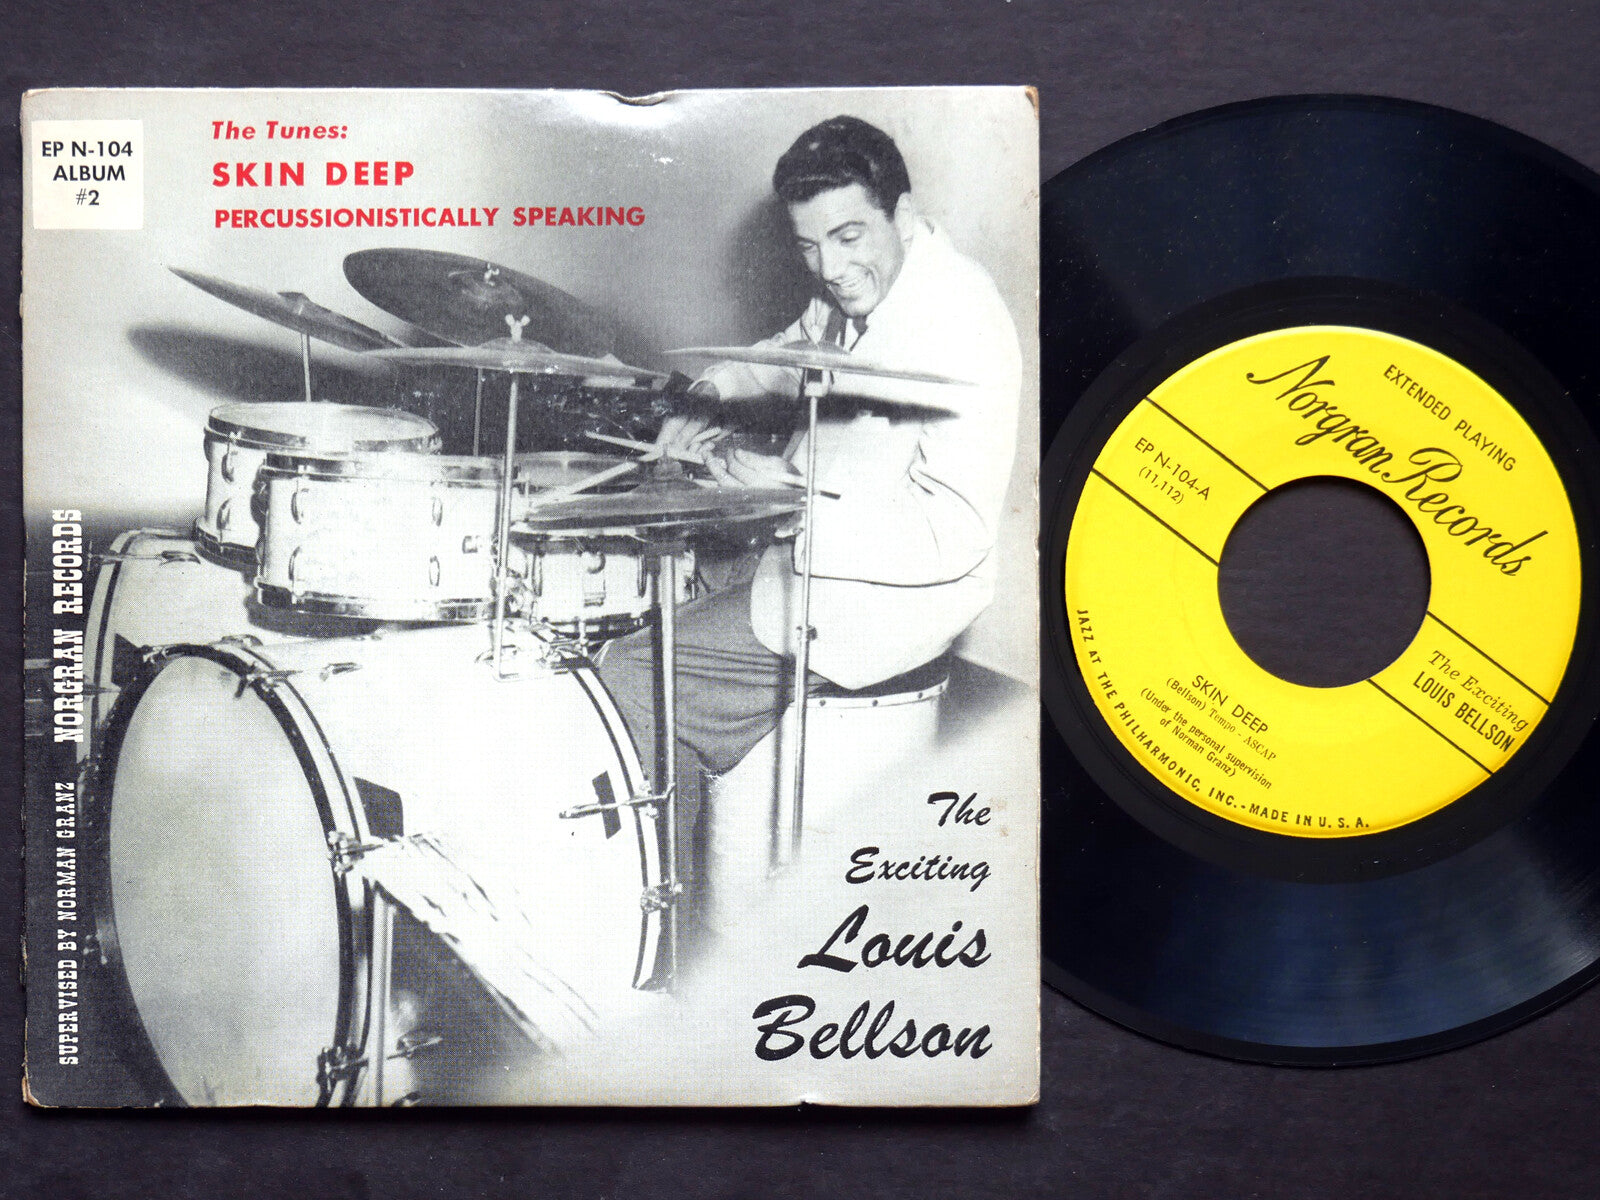 EP N-104
ALBUM
#2
The Tunes:
SKIN DEEP
PERCUSSIONISTICALLY SPEAKING
SUPERVISED BY NORMAN GRANZ NORGRAN RECORDS
The
Exciting
Louis
Bellson
EXTENDED PLAYING
Norgran Records
EP N-104-A
(11,112)
The Exciting
LOUIS BELLSON
SKIN DEEP
(Bellson) Tempo - ASCAP
(Under the personal supervision
of Norman Granz)
JAZZ AT THE PHILHARMONIC, INC.-MADE IN U. S. A.